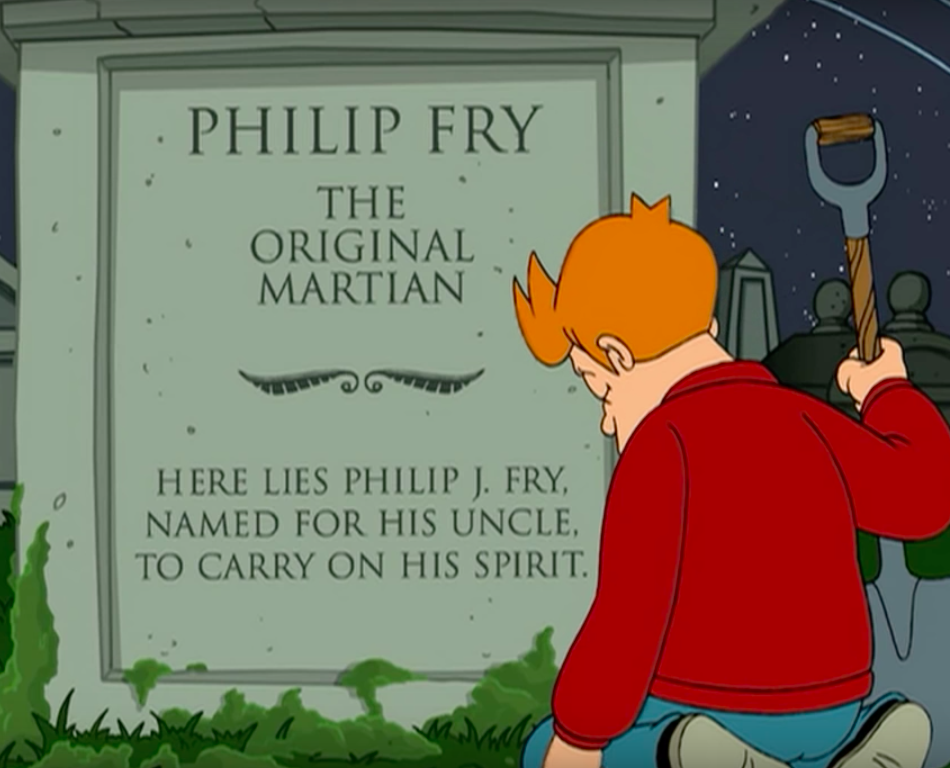 PHILIP FRY
THE
ORIGINAL
MARTIAN
HERE LIES PHILIP J. FRY,
NAMED FOR HIS UNCLE,
TO CARRY ON HIS SPIRIT.